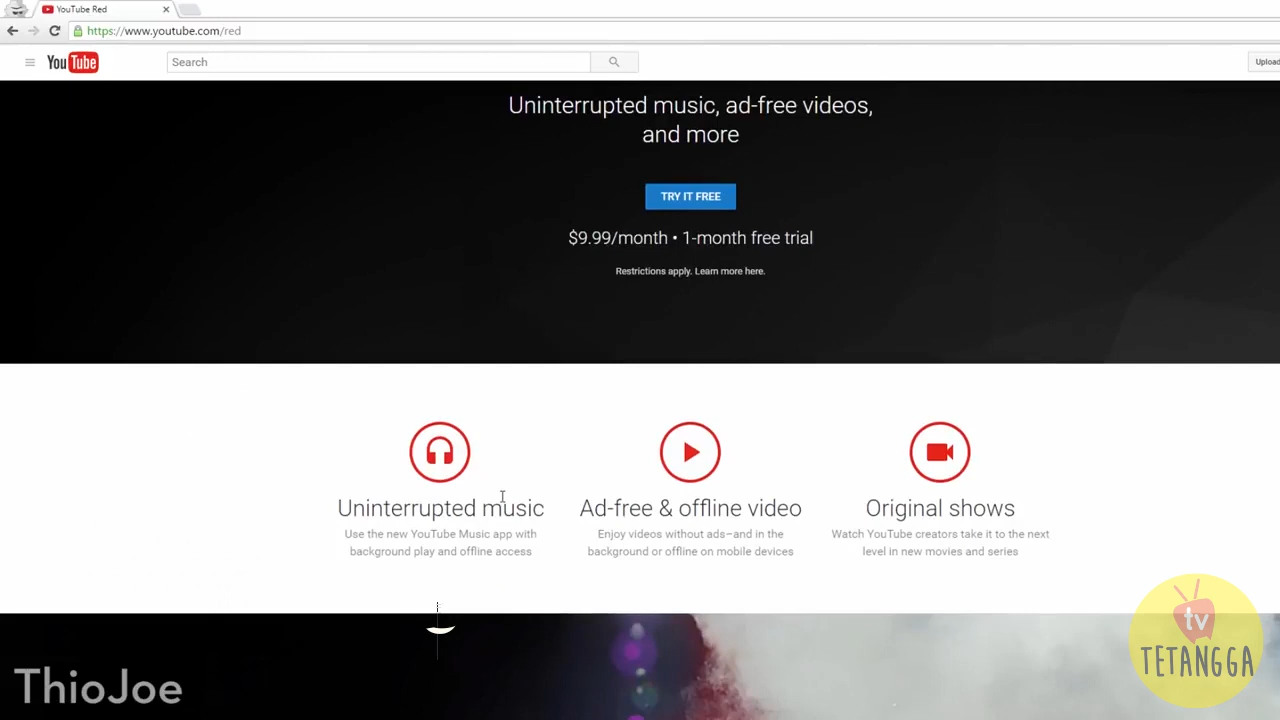 YouTube Red
https://www.youtube.com/red
YouTube
Search
Upload
Uninterrupted music, ad-free videos,
and more
TRY IT FREE
$9.99/month • 1-month free trial
Restrictions apply. Learn more here.
Uninterrupted music
Use the new YouTube Music app with
background play and offline access
Ad-free & offline video
Enjoy videos without ads–and in the
background or offline on mobile devices
Original shows
Watch YouTube creators take it to the next
level in new movies and series
ThioJoe
tv
TETANGGA